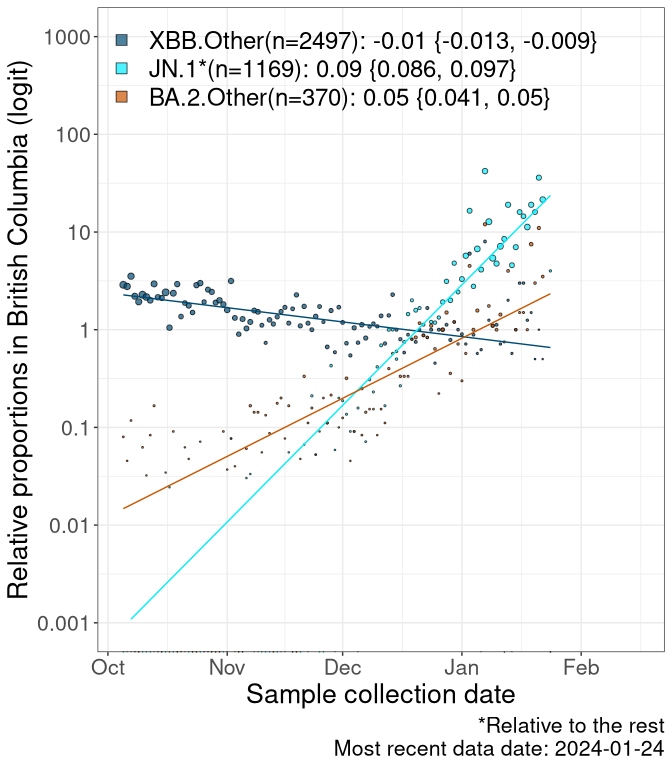 XBB.Other(n=2497): -0.01 {-0.013, -0.009}
JN.1*(n=1169): 0.09 {0.086, 0.097}
BA.2.Other(n=370): 0.05 {0.041, 0.05}
Relative proportions in British Columbia (logit)
1000
100
10
1
0.1
0.01
0.001
Oct Nov Dec Jan Feb
Sample collection date
*Relative to the rest
Most recent data date: 2024-01-24